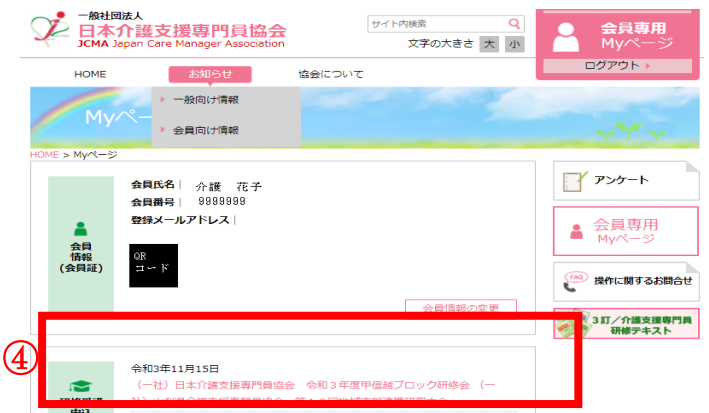 一般社団法人
日本介護支援専門員協会
JCMA Japan Care Manager Association
サイト内検索
文字の大きさ 大 小
会員専用
Myページ
ログアウト
HOME お知らせ 協会について
一般向け情報
会員向け情報
Myペー
HOME > Myページ
会員
情報
(会員証)
会員氏名| 介護 花子
会員番号| 9999999
登録メールアドレス|
QR
コード
会員情報の変更
アンケート
会員専用
Myページ
FAQ 操作に関するお問合せ
3訂/介護支援専門員
研修テキスト
④
令和3年11月15日
(一社)日本介護支援専門員協会 令和3年度甲信越ブロック研修会 (一
申込